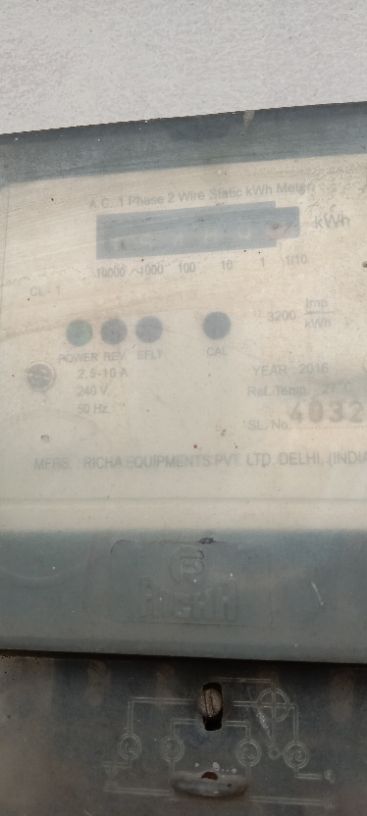 A.C. 1 Phase 2 Wire Static kWh Meter
kWh
10000 1000 100 10 1 1/10
CL-1
3200 Imp/kWh
POWER REV. EFLT CAL
2.5-10 A
YEAR : 2016
240 V
Ref. Temp.
50 Hz
SL. No. 4032
MFRS. : RICHA EQUIPMENTS PVT. LTD. DELHI, (INDIA
RICHA